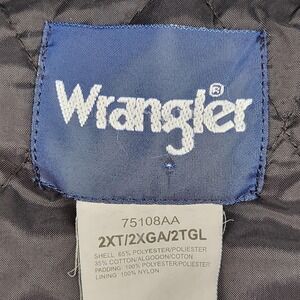 Wrangler®
75108AA
2XT/2XGA/2TGL
SHELL: 65% POLYESTER/POLIESTER
35% COTTON/ALGODON/COTON
PADDING: 100% POLYESTER/POLIESTER
LINING: 100% NYLON